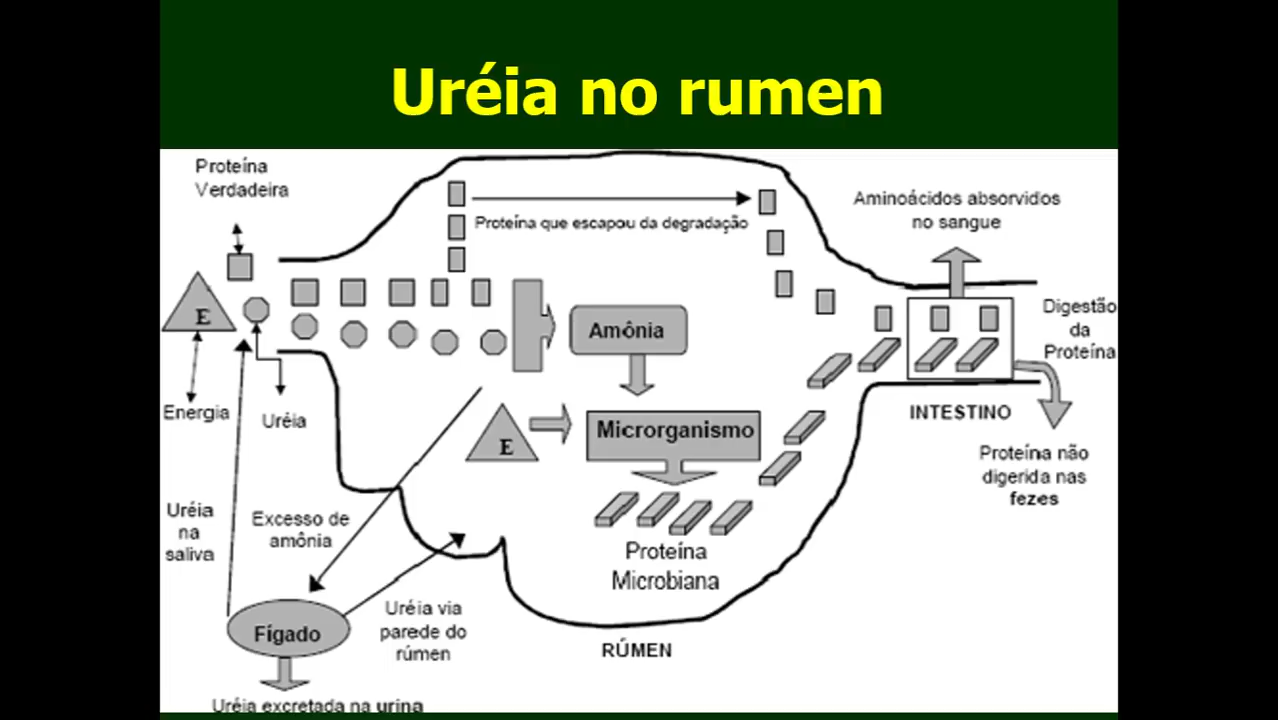 Uréia no rumen
Proteína
Verdadeira
Proteína que escapou da degradação
Aminoácidos absorvidos
no sangue
E
Amônia
Digestão
da
Proteína
Energia
Uréia
E
Microrganismo
INTESTINO
Proteína não
digerida nas
fezes
Uréia
na
saliva
Excesso de
amônia
Proteína
Microbiana
Fígado
Uréia via
parede do
rúmen
RÚMEN
Uréia excretada na urina